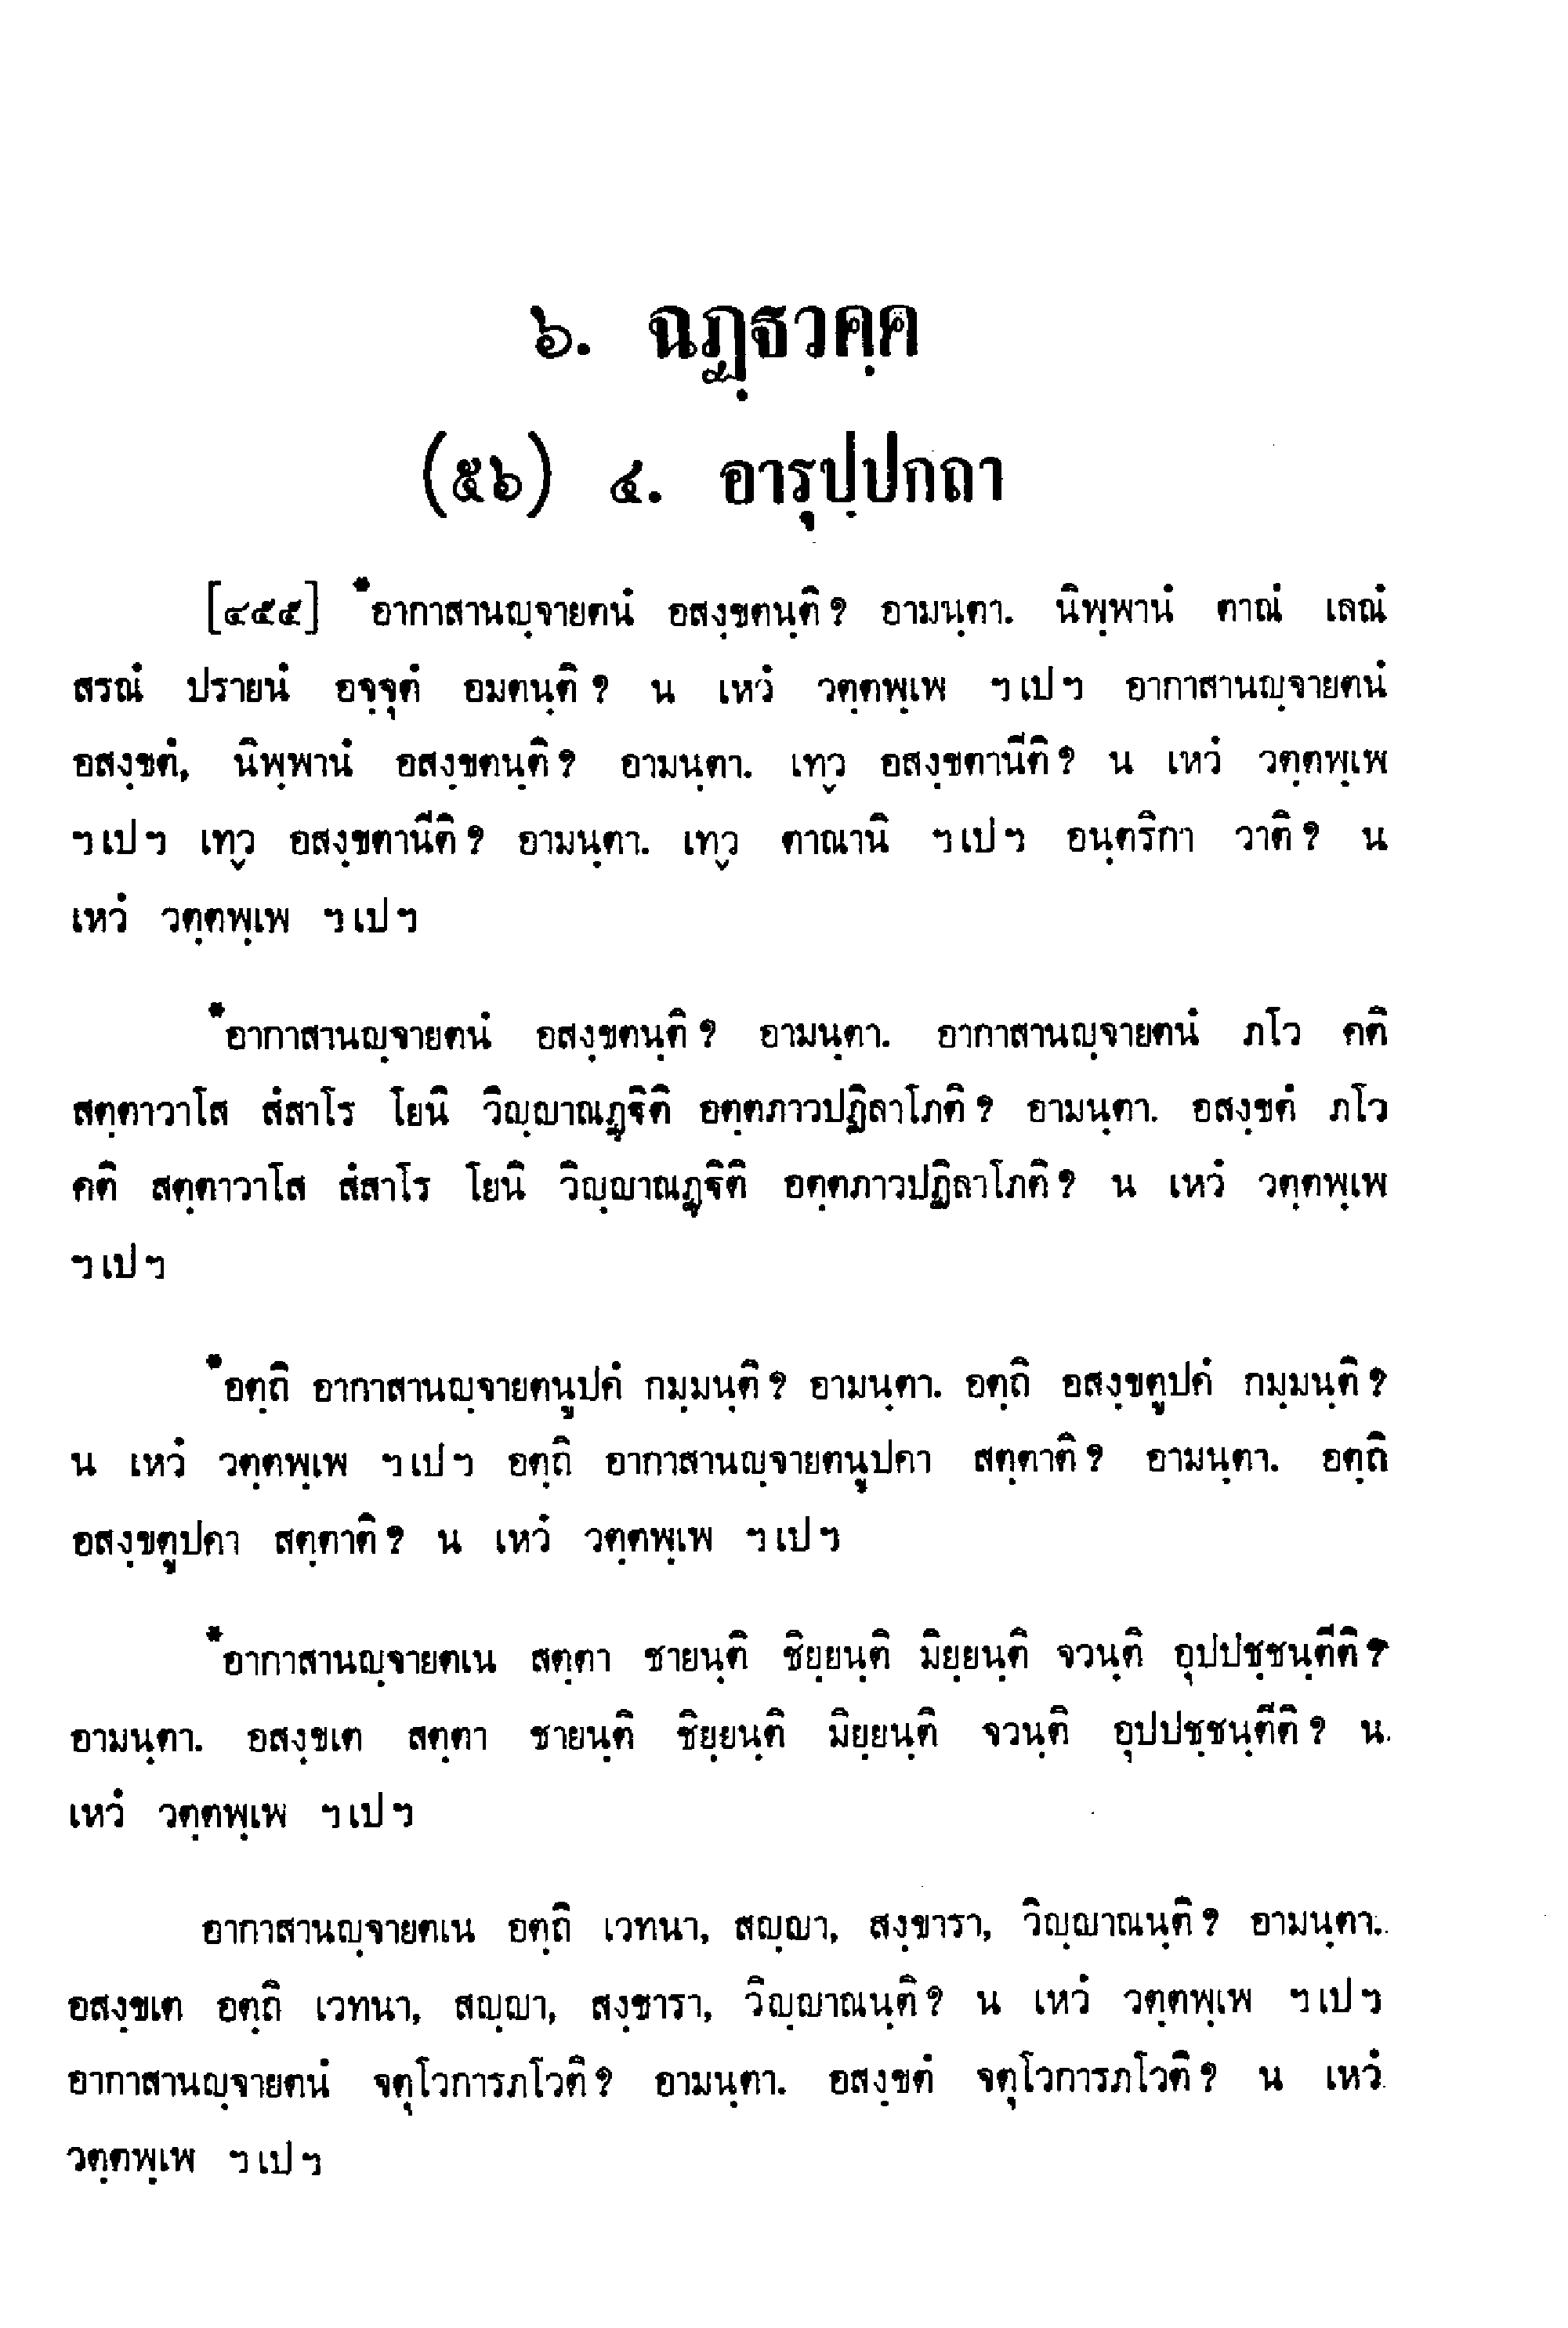 ๖. ฉฏฺฐวคฺค
(๕๖) ๔. อารุปฺปกถา
[๔๕๕] *อากาสานญฺจายตนํ อสงฺขตนฺติ? อามนฺตา. นิพฺพานํ ตาณํ เลณํ
สรณํ ปรายนํ อจฺจุตํ อมตนฺติ? น เหวํ วตฺตพฺเพ ฯเปฯ อากาสานญฺจายตนํ
อสงฺขตํ, นิพฺพานํ อสงฺขตนฺติ? อามนฺตา. เทฺว อสงฺขตานีติ? น เหวํ วตฺตพฺเพ
ฯเปฯ เทฺว อสงฺขตานีติ? อามนฺตา. เทฺว ตาณานิ ฯเปฯ อนฺตริกา วาติ? น
เหวํ วตฺตพฺเพ ฯเปฯ
*อากาสานญฺจายตนํ อสงฺขตนฺติ? อามนฺตา. อากาสานญฺจายตนํ ภโว คติ
สตฺตาวาโส สํสาโร โยนิ วิญฺญาณฏฺฐิติ อตฺตภาวปฏิลาโภติ? อามนฺตา. อสงฺขตํ ภโว
คติ สตฺตาวาโส สํสาโร โยนิ วิญฺญาณฏฺฐิติ อตฺตภาวปฏิลาโภติ? น เหวํ วตฺตพฺเพ
ฯเปฯ
*อตฺถิ อากาสานญฺจายตนูปคํ กมฺมนฺติ? อามนฺตา. อตฺถิ อสงฺขตูปคํ กมฺมนฺติ?
น เหวํ วตฺตพฺเพ ฯเปฯ อตฺถิ อากาสานญฺจายตนูปคา สตฺตาติ? อามนฺตา. อตฺถิ
อสงฺขตูปคา สตฺตาติ? น เหวํ วตฺตพฺเพ ฯเปฯ
*อากาสานญฺจายตเน สตฺตา ชายนฺติ ชิยฺยนฺติ มิยฺยนฺติ จวนฺติ อุปปชฺชนฺตีติ?
อามนฺตา. อสงฺขเต สตฺตา ชายนฺติ ชิยฺยนฺติ มิยฺยนฺติ จวนฺติ อุปปชฺชนฺตีติ? น
เหวํ วตฺตพฺเพ ฯเปฯ
อากาสานญฺจายตเน อตฺถิ เวทนา, สญฺญา, สงฺขารา, วิญฺญาณนฺติ? อามนฺตา.
อสงฺขเต อตฺถิ เวทนา, สญฺญา, สงฺขารา, วิญฺญาณนฺติ? น เหวํ วตฺตพฺเพ ฯเปฯ
อากาสานญฺจายตนํ จตุโวการภโวติ? อามนฺตา. อสงฺขตํ จตุโวการภโวติ? น เหวํ
วตฺตพฺเพ ฯเปฯ